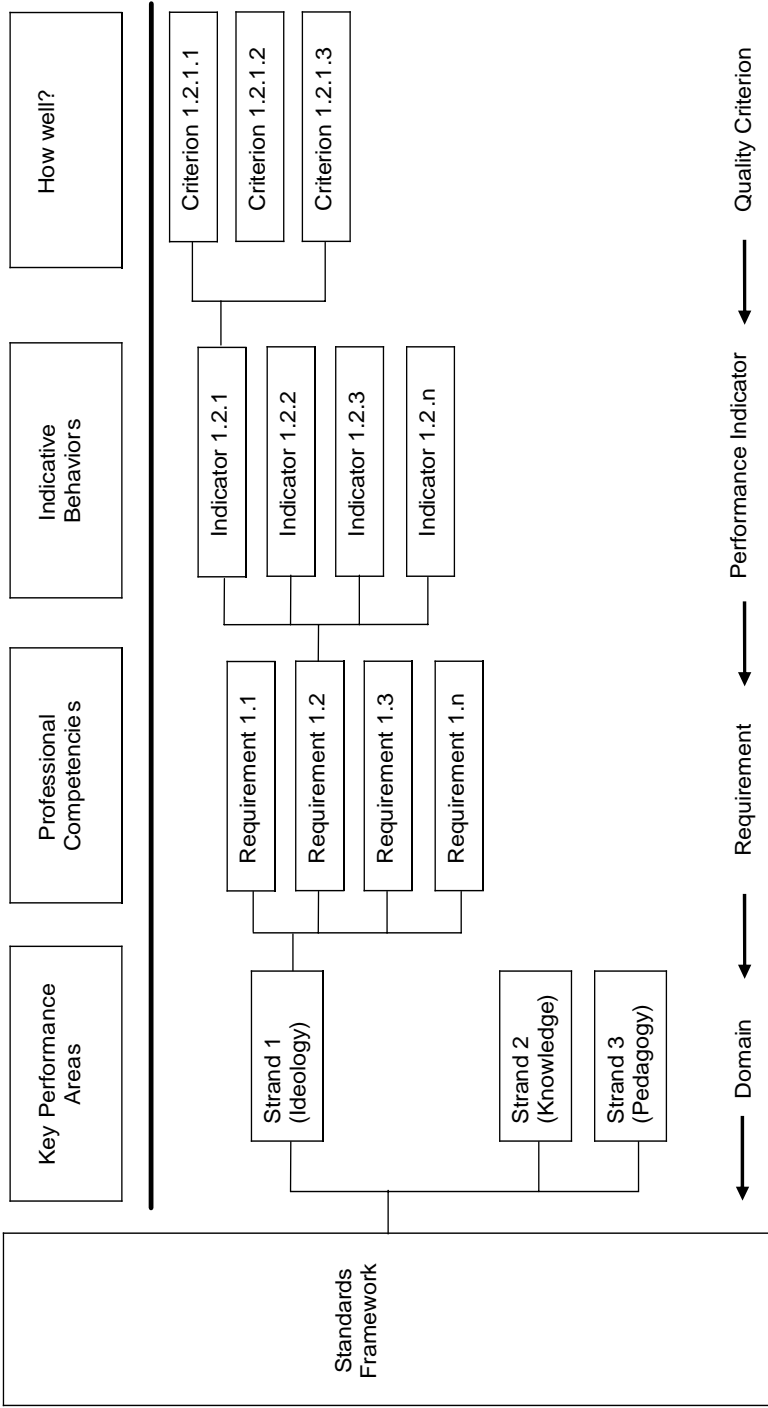 Standards
Framework
Key Performance
Areas
Professional
Competencies
Indicative
Behaviors
How well?
Strand 1
(Ideology)
Strand 2
(Knowledge)
Strand 3
(Pedagogy)
Requirement 1.1
Requirement 1.2
Requirement 1.3
Requirement 1.n
Indicator 1.2.1
Indicator 1.2.2
Indicator 1.2.3
Indicator 1.2.n
Criterion 1.2.1.1
Criterion 1.2.1.2
Criterion 1.2.1.3
Domain
Requirement
Performance Indicator
Quality Criterion